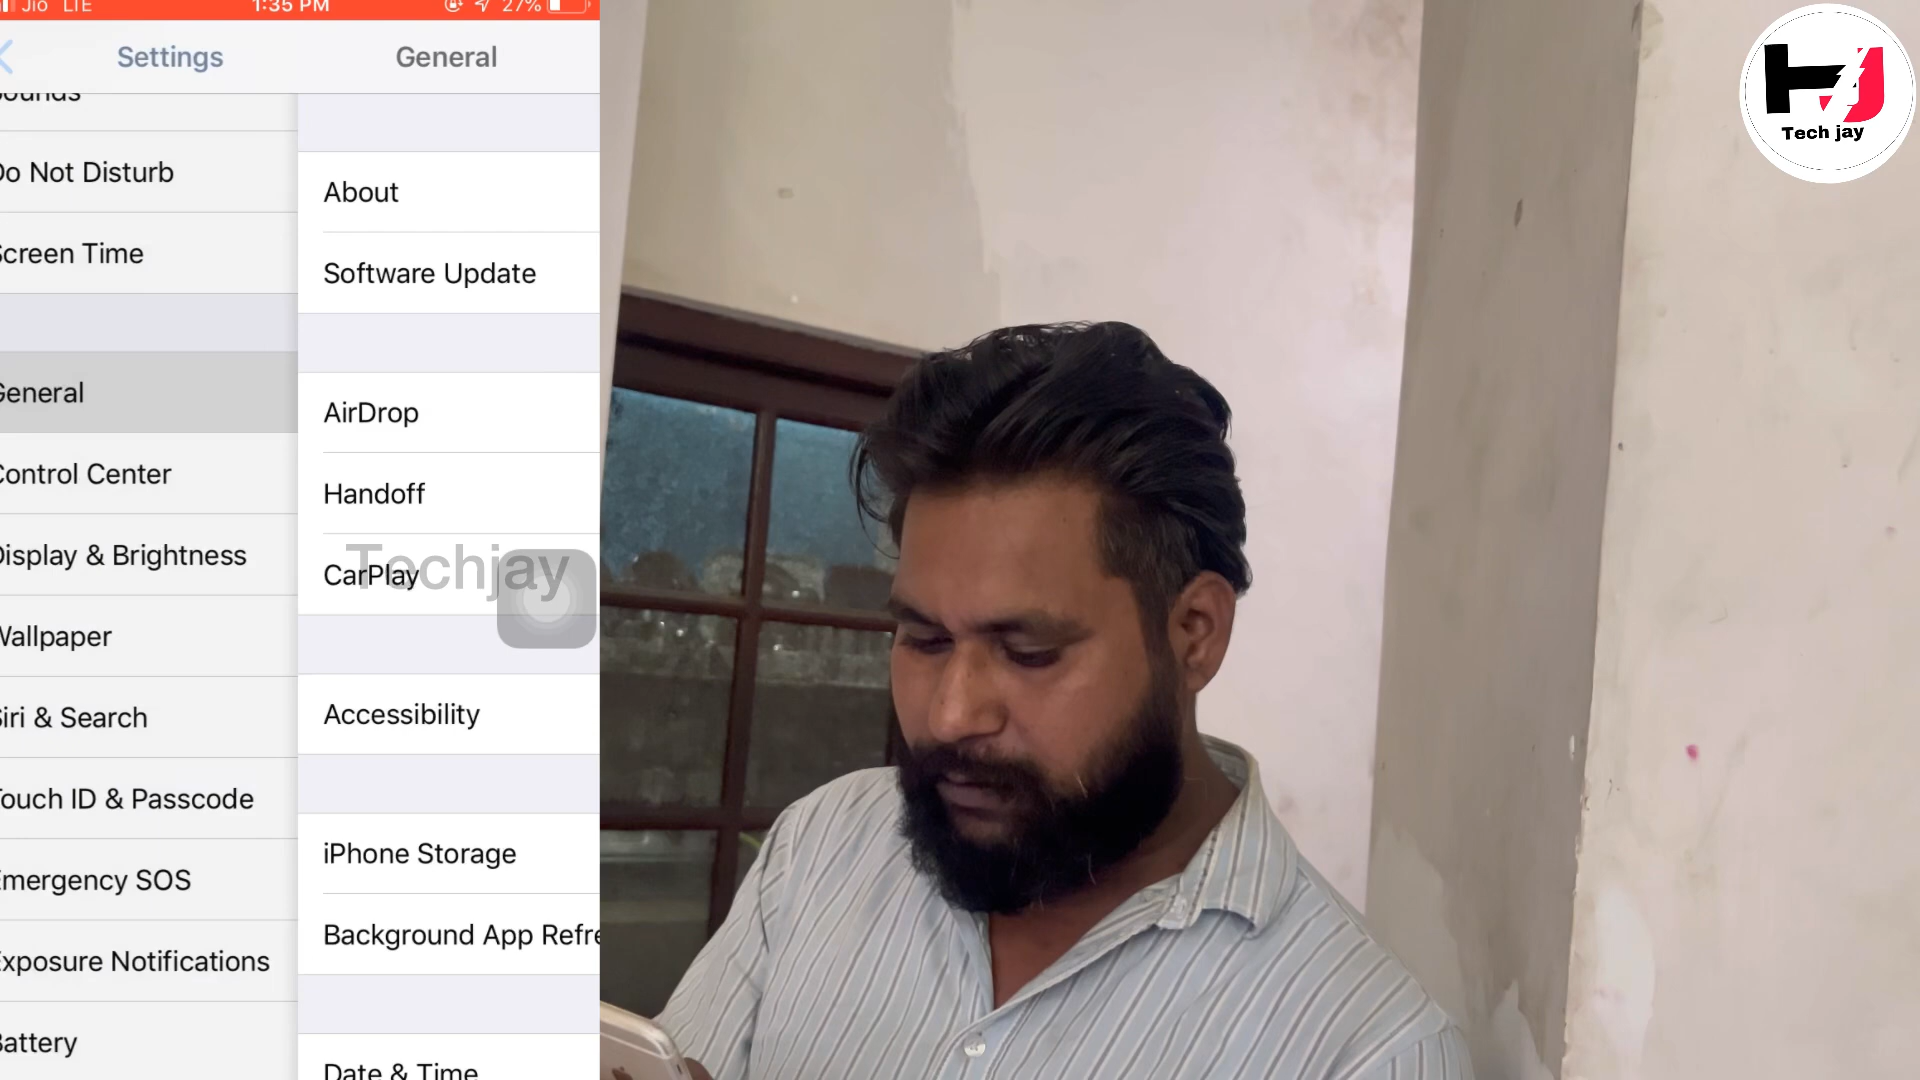 Jio LTE 1:35 PM 27%
Settings General
Sounds
Do Not Disturb
Screen Time
General
Control Center
Display & Brightness
Wallpaper
Siri & Search
Touch ID & Passcode
Emergency SOS
Exposure Notifications
Battery
About
Software Update
AirDrop
Handoff
CarPlay
Techjay
Accessibility
iPhone Storage
Background App Refre
Date & Time
HJ
Tech jay